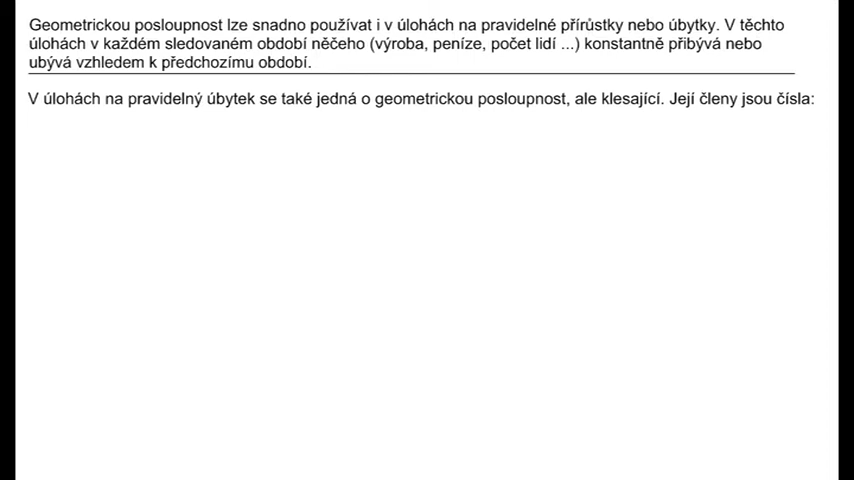 Geometrickou posloupnost lze snadno používat i v úlohách na pravidelné přírůstky nebo úbytky. V těchto
úlohách v každém sledovaném období něčeho (výroba, peníze, počet lidí ...) konstantně přibývá nebo
ubývá vzhledem k předchozímu období.
V úlohách na pravidelný úbytek se také jedná o geometrickou posloupnost, ale klesající. Její členy jsou čísla: